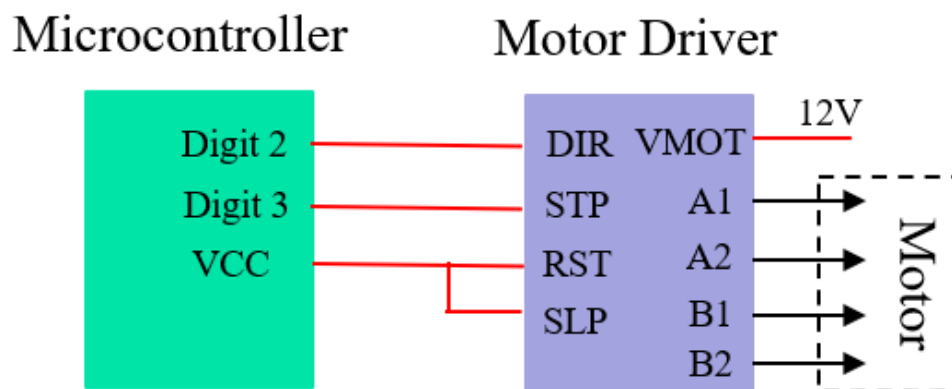 Microcontroller
Motor Driver
Digit 2
Digit 3
VCC
DIR
STP
RST
SLP
VMOT
A1
A2
B1
B2
12V
Motor